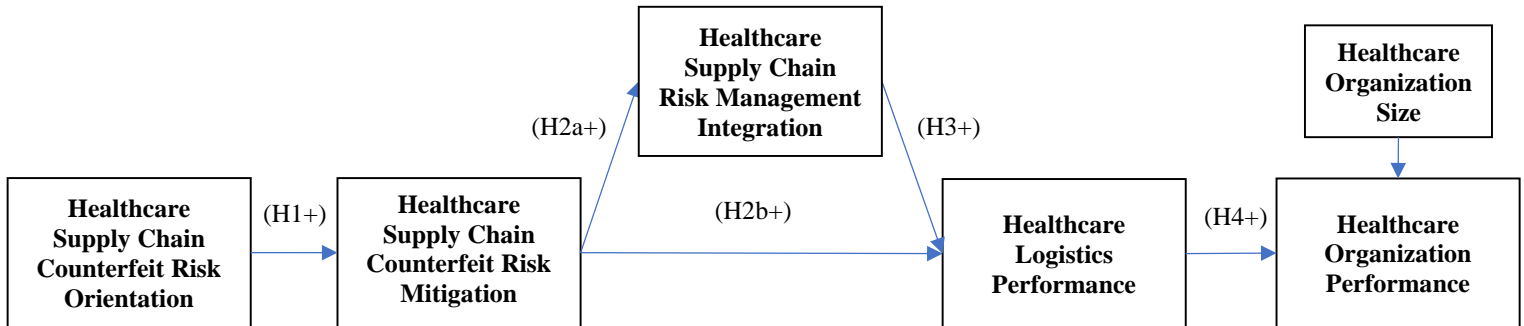 Healthcare
Supply Chain
Risk Management
Integration
Healthcare
Organization
Size
(H2a+)
(H3+)
Healthcare
Supply Chain
Counterfeit Risk
Orientation
(H1+)
Healthcare
Supply Chain
Counterfeit Risk
Mitigation
(H2b+)
Healthcare
Logistics
Performance
(H4+)
Healthcare
Organization
Performance